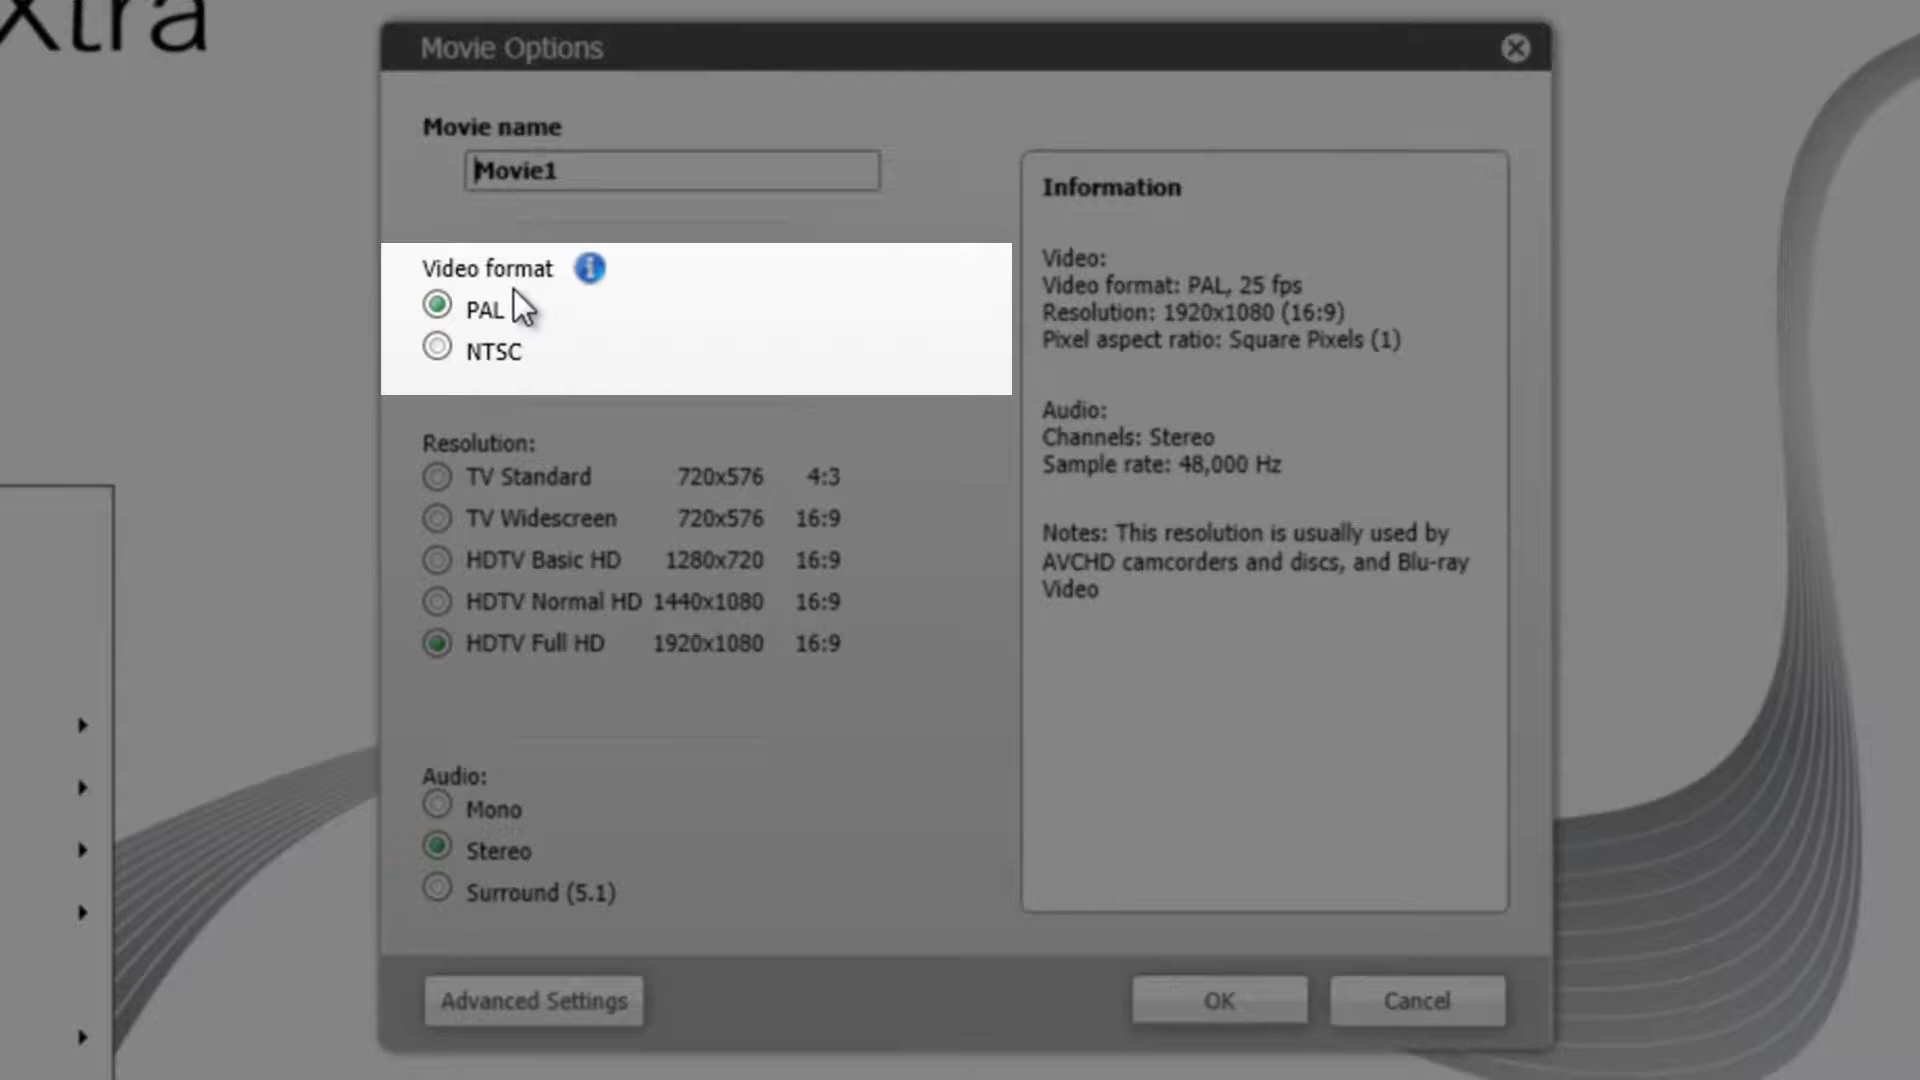 Xtra
Movie Options
Movie name
Movie1
Video format
PAL
NTSC
Resolution:
TV Standard 720x576 4:3
TV Widescreen 720x576 16:9
HDTV Basic HD 1280x720 16:9
HDTV Normal HD 1440x1080 16:9
HDTV Full HD 1920x1080 16:9
Audio:
Mono
Stereo
Surround (5.1)
Information
Video:
Video format: PAL, 25 fps
Resolution: 1920x1080 (16:9)
Pixel aspect ratio: Square Pixels (1)
Audio:
Channels: Stereo
Sample rate: 48,000 Hz
Notes: This resolution is usually used by
AVCHD camcorders and discs, and Blu-ray
Video
Advanced Settings
OK
Cancel